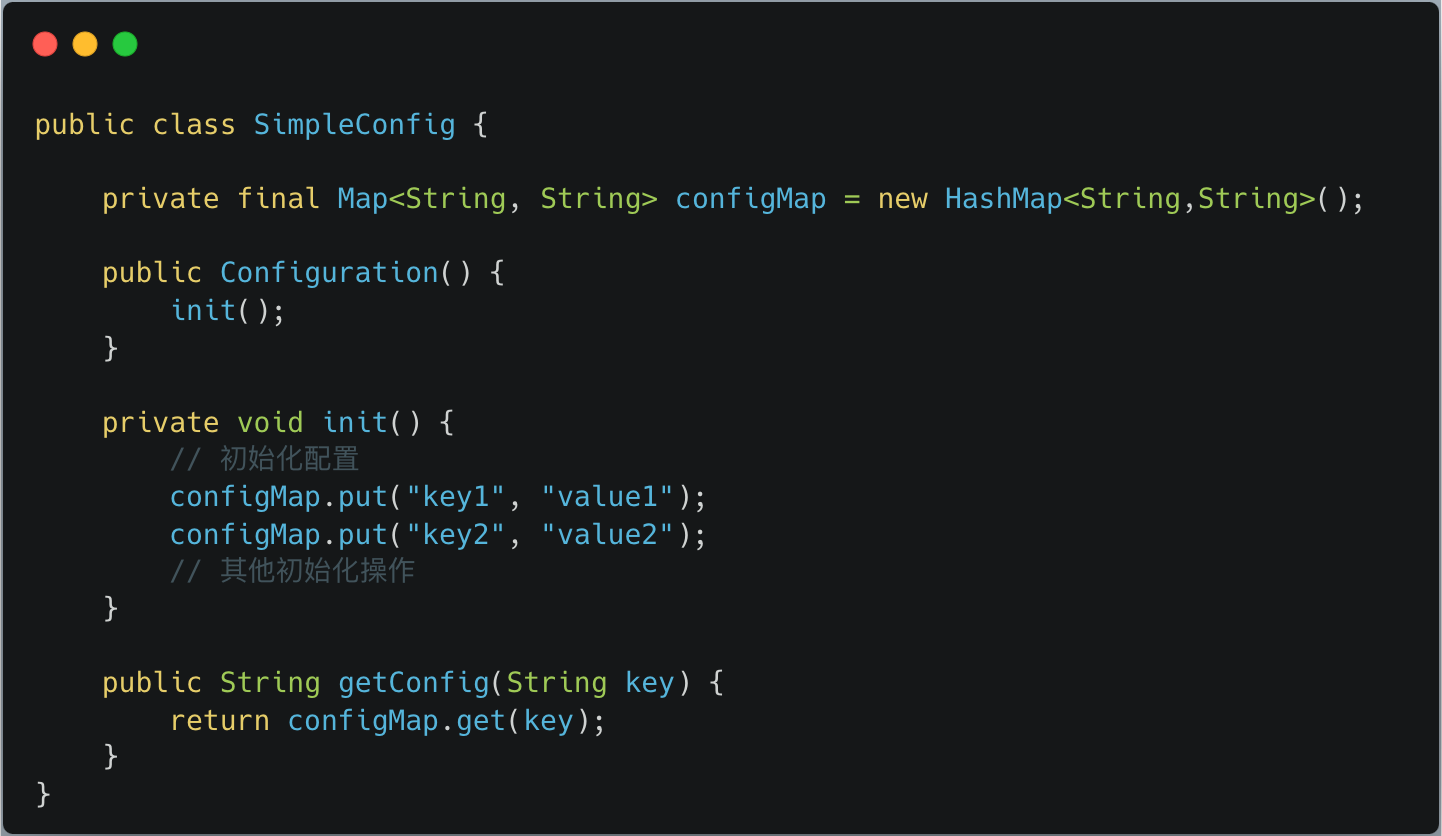 public class SimpleConfig {
    private final Map<String, String> configMap = new HashMap<String,String>();
    public Configuration() {
        init();
    }
    private void init() {
        // 初始化配置
        configMap.put("key1", "value1");
        configMap.put("key2", "value2");
        // 其他初始化操作
    }
    public String getConfig(String key) {
        return configMap.get(key);
    }
}